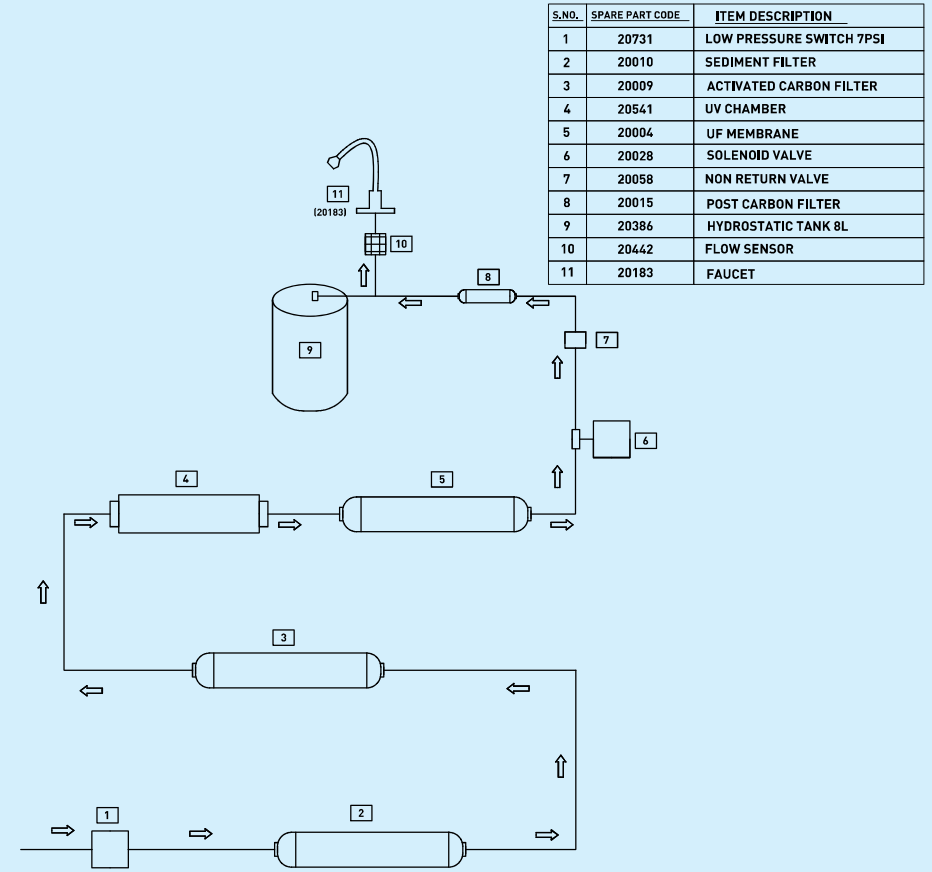 S.NO. SPARE PART CODE ITEM DESCRIPTION
1 20731 LOW PRESSURE SWITCH 7PSI
2 20010 SEDIMENT FILTER
3 20009 ACTIVATED CARBON FILTER
4 20541 UV CHAMBER
5 20004 UF MEMBRANE
6 20028 SOLENOID VALVE
7 20058 NON RETURN VALVE
8 20015 POST CARBON FILTER
9 20386 HYDROSTATIC TANK 8L
10 20442 FLOW SENSOR
11 20183 FAUCET
11
(20183)
10
8
9
7
6
4
5
3
1
2